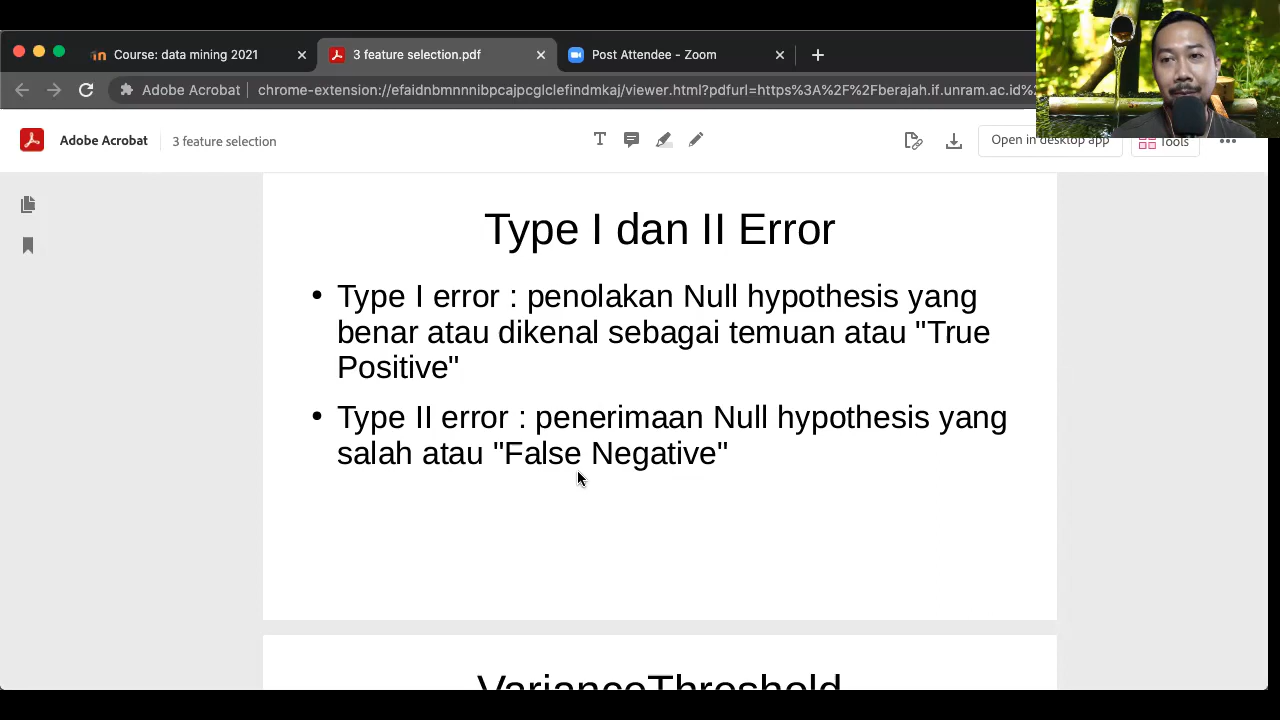 Course: data mining 2021
3 feature selection.pdf
Post Attendee - Zoom
Adobe Acrobat
chrome-extension://efaidnbmnnnibpcajpcglclefindmkaj/viewer.html?pdfurl=https%3A%2F%2Fberajah.if.unram.ac.id%
Adobe Acrobat
3 feature selection
Open in desktop app
Tools
Type I dan II Error
• Type I error : penolakan Null hypothesis yang
benar atau dikenal sebagai temuan atau "True
Positive"
• Type II error : penerimaan Null hypothesis yang
salah atau "False Negative"
VarianceThreshold